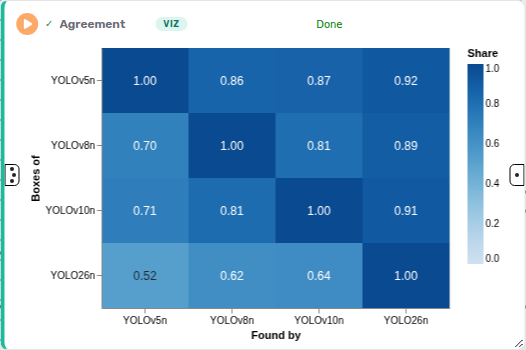 ✓ Agreement VIZ Done
Share
YOLOv5n 1.00 0.86 0.87 0.92
YOLOv8n 0.70 1.00 0.81 0.89
YOLOv10n 0.71 0.81 1.00 0.91
YOLO26n 0.52 0.62 0.64 1.00
Boxes of
YOLOv5n YOLOv8n YOLOv10n YOLO26n
Found by
1.0
0.8
0.6
0.4
0.2
0.0